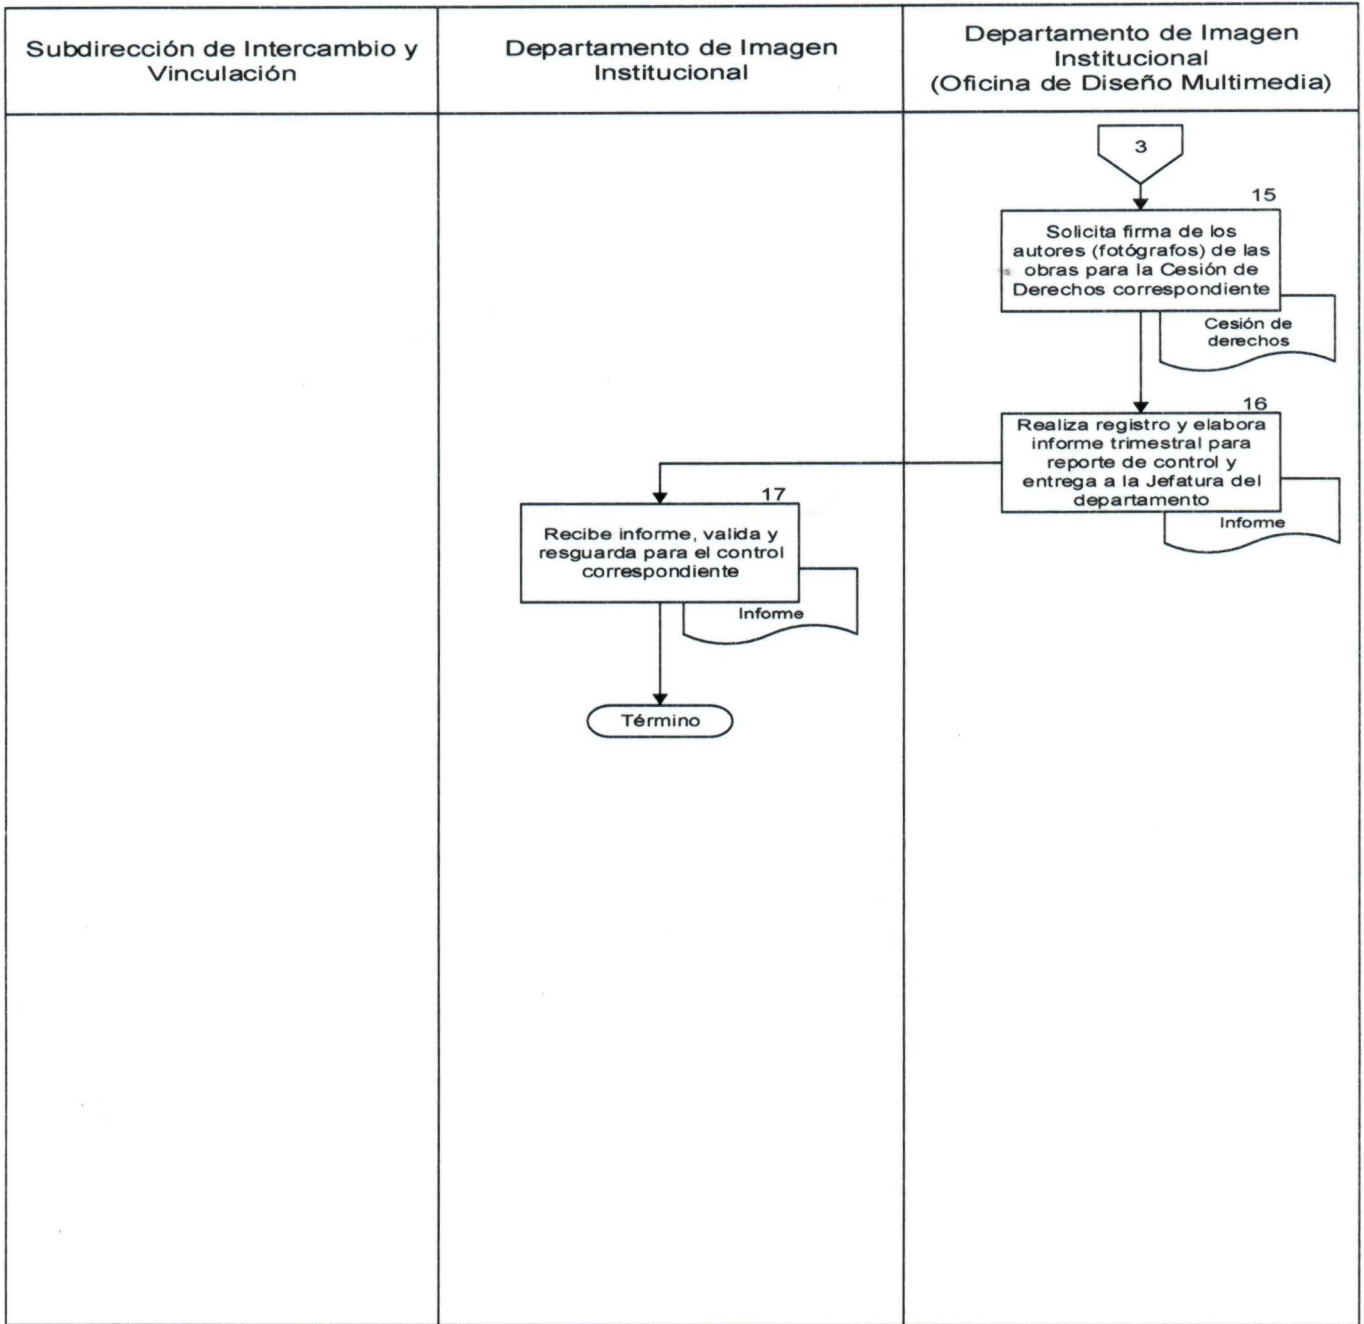 Subdirección de Intercambio y
Vinculación
Departamento de Imagen
Institucional
Departamento de Imagen
Institucional
(Oficina de Diseño Multimedia)
3
15
Solicita firma de los
autores (fotógrafos) de las
obras para la Cesión de
Derechos correspondiente
Cesión de
derechos
16
Realiza registro y elabora
informe trimestral para
reporte de control y
entrega a la Jefatura del
departamento
Informe
17
Recibe informe, valida y
resguarda para el control
correspondiente
Informe
Término